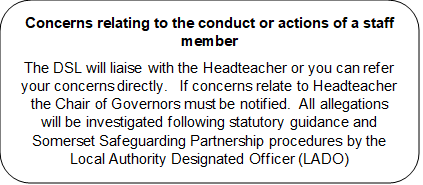 Concerns relating to the conduct or actions of a staff
member
The DSL will liaise with the Headteacher or you can refer
your concerns directly.   If concerns relate to Headteacher
the Chair of Governors must be notified.  All allegations
will be investigated following statutory guidance and
Somerset Safeguarding Partnership procedures by the
Local Authority Designated Officer (LADO)